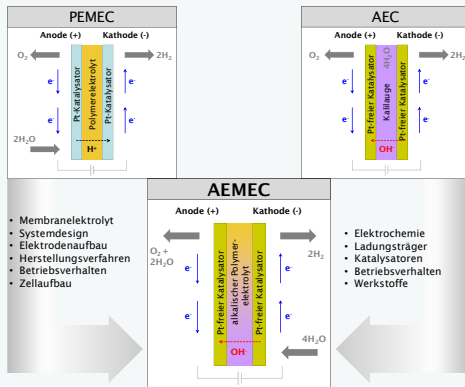 PEMEC
Anode (+) Kathode (-)
O₂
2H₂
e⁻
e⁻
e⁻
e⁻
2H₂O
Pt-Katalysator
Polymerelektrolyt
Pt-Katalysator
H⁺
AEC
Anode (+) Kathode (-)
O₂
2H₂
e⁻
e⁻
e⁻
e⁻
Pt-freier Katalysator
Kalilauge
4H₂O
Pt-freier Katalysator
OH⁻
• Membranelektrolyt
• Systemdesign
• Elektrodenaufbau
• Herstellungsverfahren
• Betriebsverhalten
• Zellaufbau
AEMEC
Anode (+) Kathode (-)
O₂ +
2H₂O
2H₂
e⁻
e⁻
e⁻
e⁻
4H₂O
Pt-freier Katalysator
alkalischer Polymer-
elektrolyt
Pt-freier Katalysator
OH⁻
• Elektrochemie
• Ladungsträger
• Katalysatoren
• Betriebsverhalten
• Werkstoffe